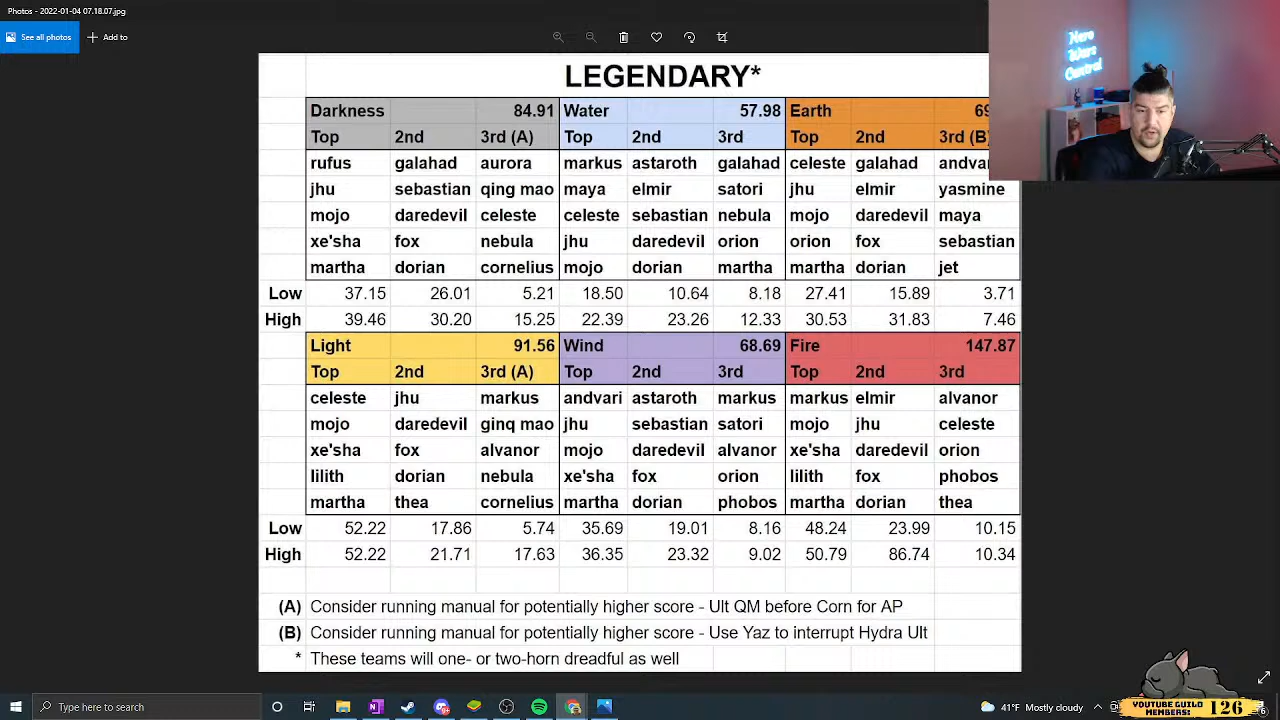 Photos - 2022-01-04 07.18.07.jpg
See all photos
Add to
Hero
Wars
Central
LEGENDARY*
Darkness 84.91 Water 57.98 Earth
Top 2nd 3rd (A) Top 2nd 3rd Top 2nd 3rd (B)
rufus galahad aurora markus astaroth galahad celeste galahad
jhu sebastian qing mao maya elmir satori jhu elmir yasmine
mojo daredevil celeste celeste sebastian nebula mojo daredevil maya
xe'sha fox nebula jhu daredevil orion orion fox sebastian
martha dorian cornelius mojo dorian martha martha dorian jet
Low 37.15 26.01 5.21 18.50 10.64 8.18 27.41 15.89 3.71
High 39.46 30.20 15.25 22.39 23.26 12.33 30.53 31.83 7.46
Light 91.56 Wind 68.69 Fire 147.87
Top 2nd 3rd (A) Top 2nd 3rd Top 2nd 3rd
celeste jhu markus andvari astaroth markus markus elmir alvanor
mojo daredevil ginq mao jhu sebastian satori mojo jhu celeste
xe'sha fox alvanor mojo daredevil alvanor xe'sha daredevil orion
lilith dorian nebula xe'sha fox orion lilith fox phobos
martha thea cornelius martha dorian phobos martha dorian thea
Low 52.22 17.86 5.74 35.69 19.01 8.16 48.24 23.99 10.15
High 52.22 21.71 17.63 36.35 23.32 9.02 50.79 86.74 10.34
(A) Consider running manual for potentially higher score - Ult QM before Corn for AP
(B) Consider running manual for potentially higher score - Use Yaz to interrupt Hydra Ult
* These teams will one- or two-horn dreadful as well
Type here to search
41°F Mostly cloudy
YOUTUBE GUILD
MEMBERS: 126